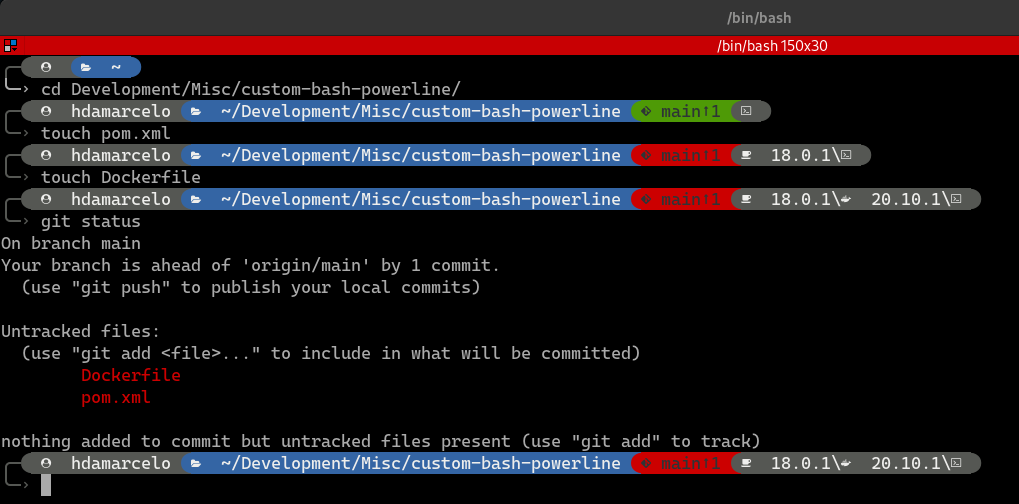 /bin/bash
/bin/bash 150x30
~
› cd Development/Misc/custom-bash-powerline/
hdamarcelo ~/Development/Misc/custom-bash-powerline main↑1
› touch pom.xml
hdamarcelo ~/Development/Misc/custom-bash-powerline main↑1 18.0.1\
› touch Dockerfile
hdamarcelo ~/Development/Misc/custom-bash-powerline main↑1 18.0.1\ 20.10.1\
› git status
On branch main
Your branch is ahead of 'origin/main' by 1 commit.
(use "git push" to publish your local commits)
Untracked files:
(use "git add <file>..." to include in what will be committed)
Dockerfile
pom.xml
nothing added to commit but untracked files present (use "git add" to track)
hdamarcelo ~/Development/Misc/custom-bash-powerline main↑1 18.0.1\ 20.10.1\
›